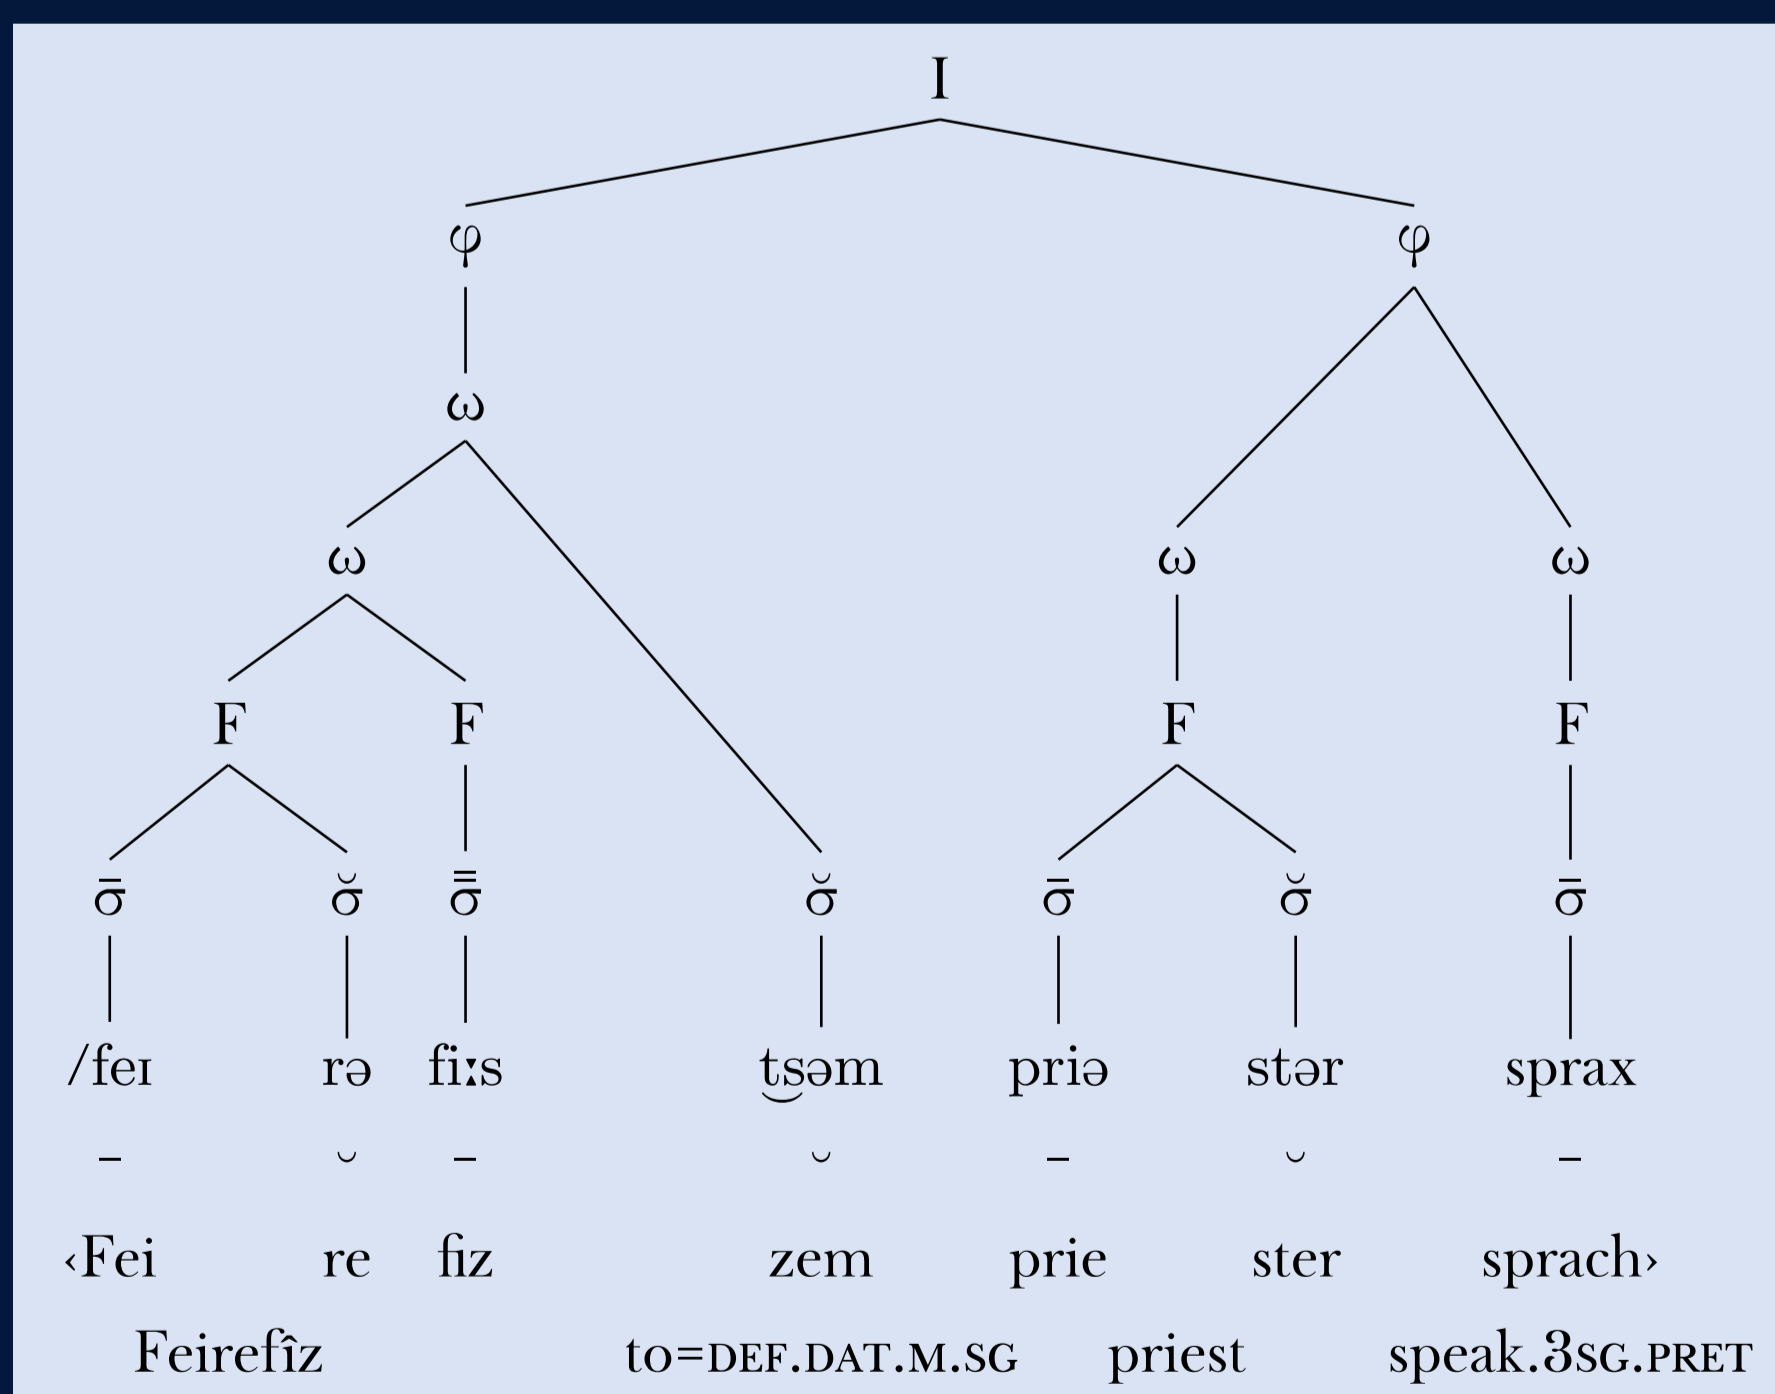 I
φ φ
ω
ω ω ω
F F F F
σ̄ σ̆ σ̿ σ̆ σ̄ σ̆ σ̄
/feɪ rə fiːs t͜səm priə stər sprax
– ⏑ – ⏑ – ⏑ –
‹Fei re fiz zem prie ster sprach›
Feirefîz to=DEF.DAT.M.SG priest speak.3SG.PRET